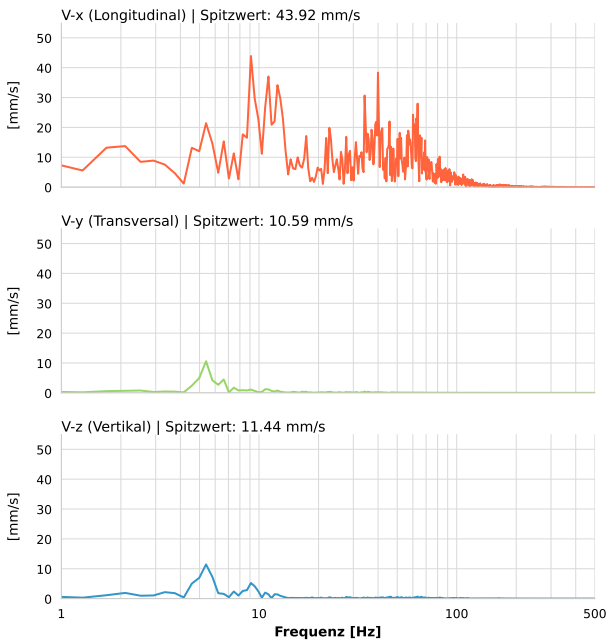 V-x (Longitudinal) | Spitzwert: 43.92 mm/s
50
40
30
20
10
0
[mm/s]
V-y (Transversal) | Spitzwert: 10.59 mm/s
50
40
30
20
10
0
[mm/s]
V-z (Vertikal) | Spitzwert: 11.44 mm/s
50
40
30
20
10
0
[mm/s]
1 10 100 500
Frequenz [Hz]